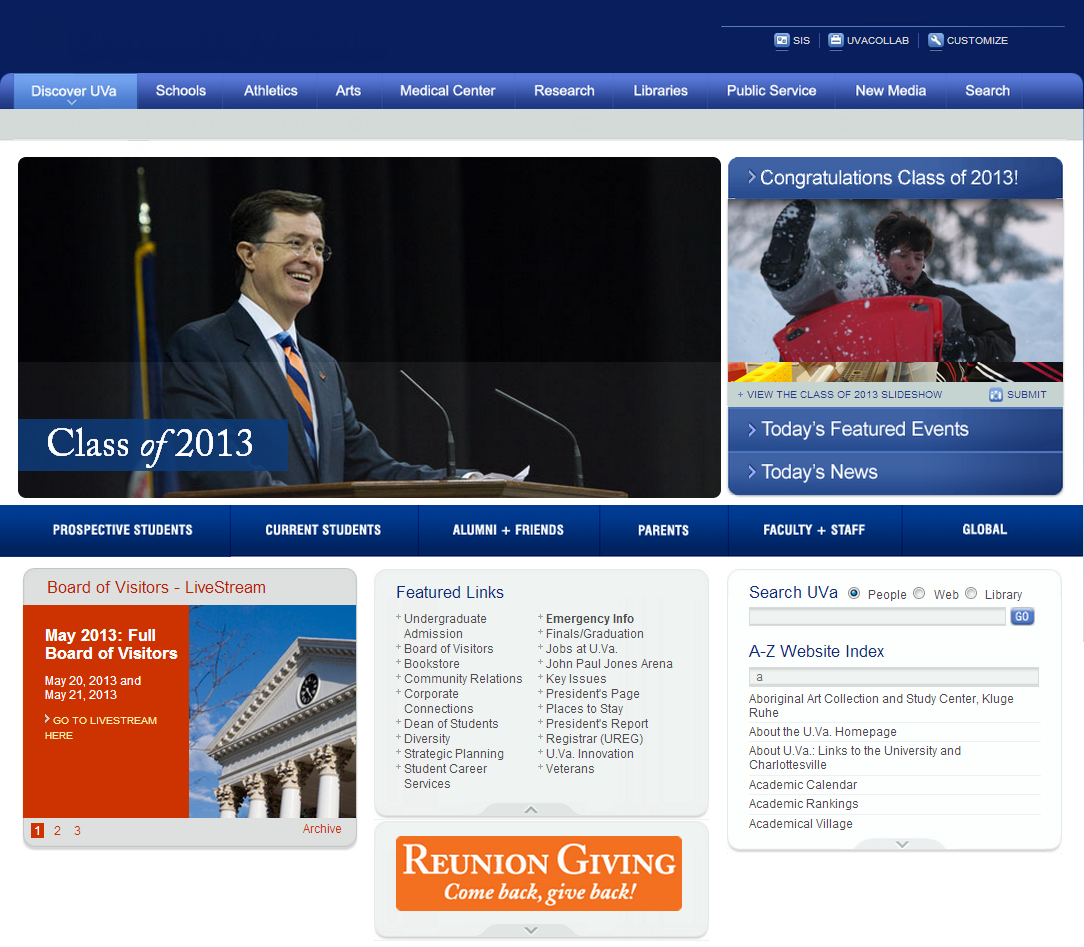 SIS UVACOLLAB CUSTOMIZE
Discover UVa Schools Athletics Arts Medical Center Research Libraries Public Service New Media Search
Class of 2013
Congratulations Class of 2013!
+ VIEW THE CLASS OF 2013 SLIDESHOW SUBMIT
Today's Featured Events
Today's News
PROSPECTIVE STUDENTS CURRENT STUDENTS ALUMNI + FRIENDS PARENTS FACULTY + STAFF GLOBAL
Board of Visitors - LiveStream
May 2013: Full
Board of Visitors
May 20, 2013 and
May 21, 2013
GO TO LIVESTREAM
HERE
1 2 3
Archive
Featured Links
+ Undergraduate
Admission
+ Board of Visitors
+ Bookstore
+ Community Relations
+ Corporate
Connections
+ Dean of Students
+ Diversity
+ Strategic Planning
+ Student Career
Services
+ Emergency Info
+ Finals/Graduation
+ Jobs at U.Va.
+ John Paul Jones Arena
+ Key Issues
+ President's Page
+ Places to Stay
+ President's Report
+ Registrar (UREG)
+ U.Va. Innovation
+ Veterans
REUNION GIVING
Come back, give back!
Search UVa People Web Library
GO
A-Z Website Index
a
Aboriginal Art Collection and Study Center, Kluge
Ruhe
About the U.Va. Homepage
About U.Va.: Links to the University and
Charlottesville
Academic Calendar
Academic Rankings
Academical Village